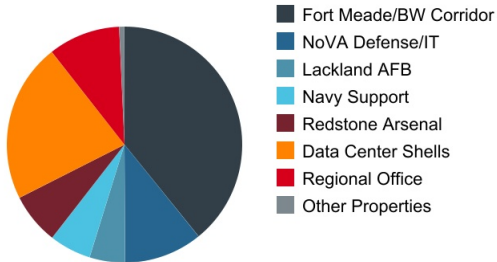 Fort Meade/BW Corridor
NoVA Defense/IT
Lackland AFB
Navy Support
Redstone Arsenal
Data Center Shells
Regional Office
Other Properties